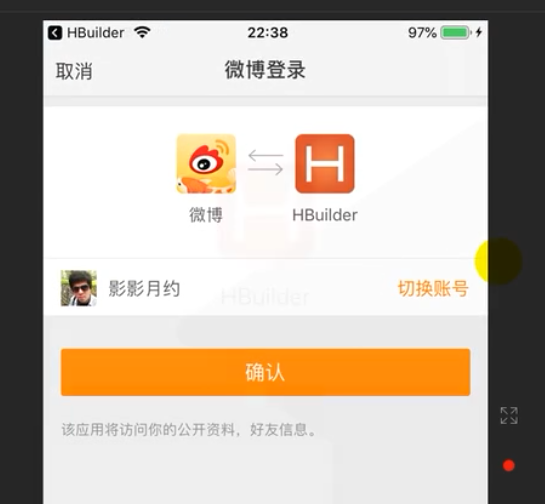 HBuilder 22:38 97%
取消 微博登录
微博 HBuilder
影影月约 切换账号
HBuilder
确认
该应用将访问你的公开资料，好友信息。